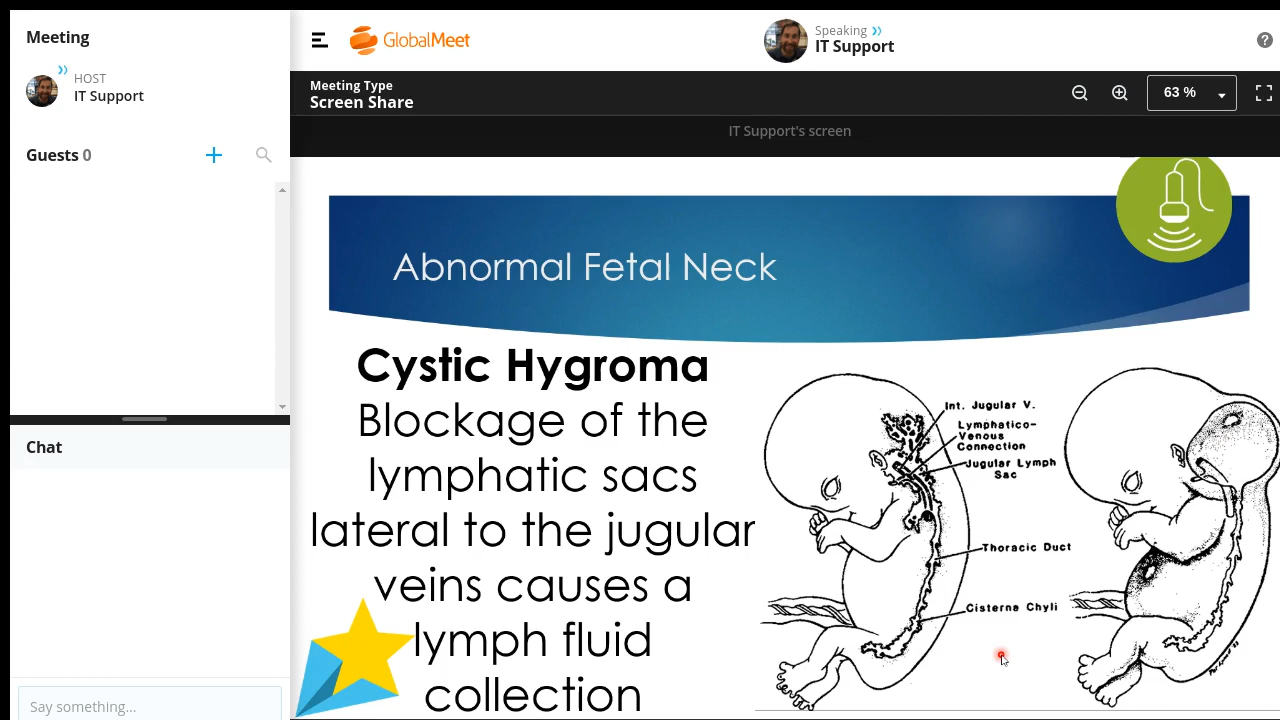 Meeting
HOST
IT Support
Guests 0
Chat
Say something...
GlobalMeet
Speaking
IT Support
Meeting Type
Screen Share
63 %
IT Support's screen
Abnormal Fetal Neck
Cystic Hygroma
Blockage of the
lymphatic sacs
lateral to the jugular
veins causes a
lymph fluid
collection
Int. Jugular V.
Lymphatico-
Venous
Connection
Jugular Lymph
Sac
Thoracic Duct
Cisterna Chyli